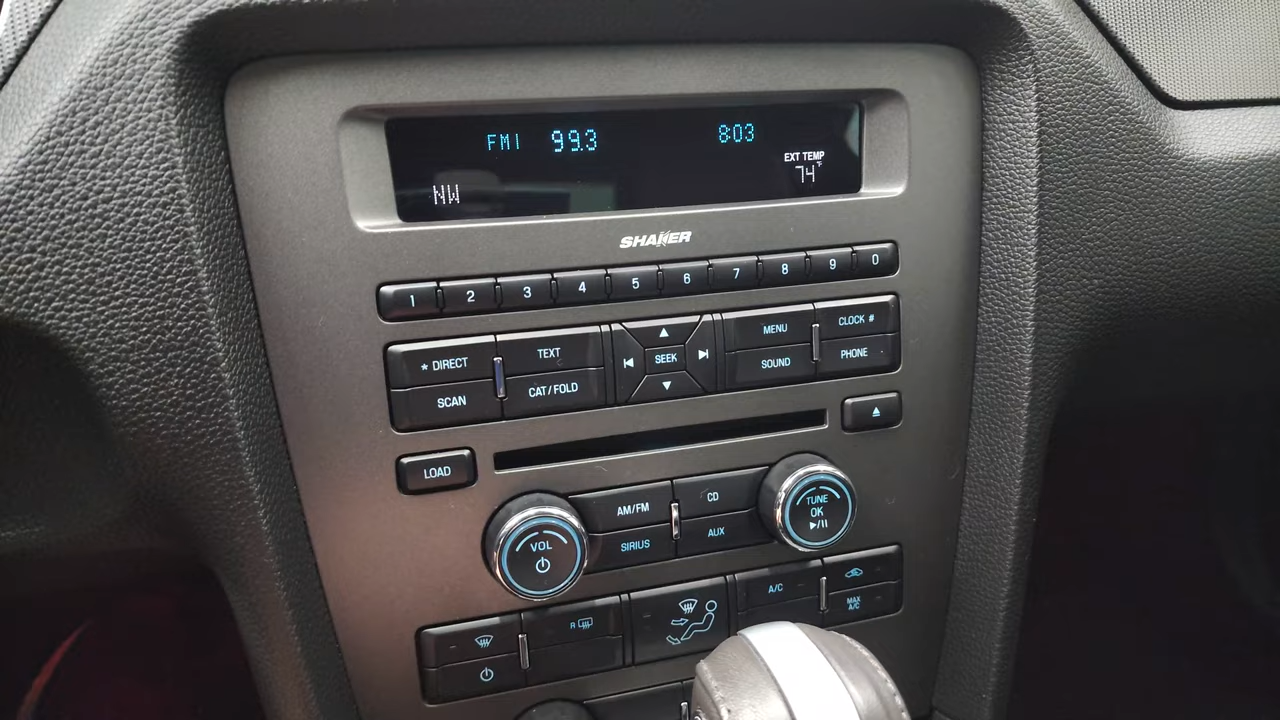 FM1 99.3 8:03
EXT TEMP
74°F
NW
SHAKER
1 2 3 4 5 6 7 8 9 0
* DIRECT TEXT SEEK MENU CLOCK #
SCAN CAT/FOLD SOUND PHONE
LOAD
AM/FM CD
SIRIUS AUX
VOL
TUNE
OK
R A/C
MAX
A/C